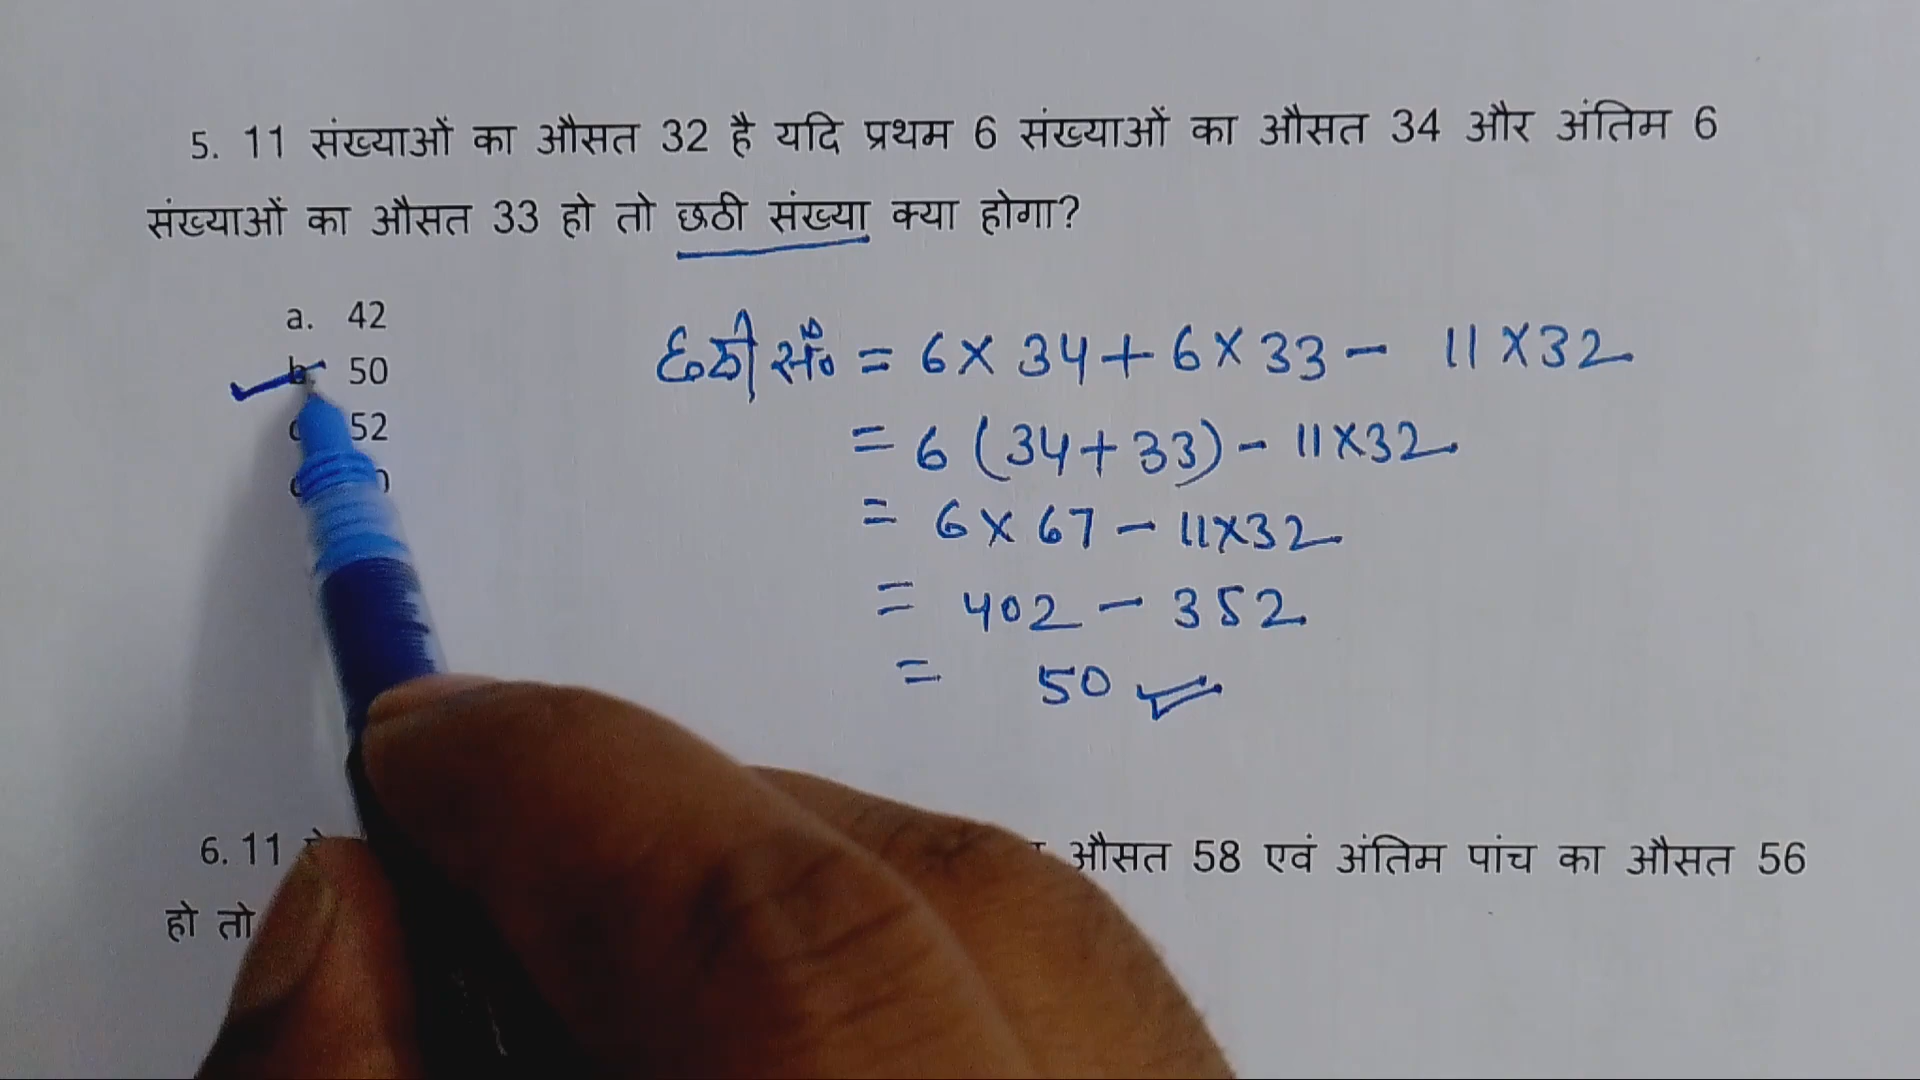 5. 11 संख्याओं का औसत 32 है यदि प्रथम 6 संख्याओं का औसत 34 और अंतिम 6
संख्याओं का औसत 33 हो तो छठी संख्या क्या होगा?
a. 42
b. 50
52
छठी सं० = 6 × 34 + 6 × 33 - 11 × 32
= 6 (34 + 33) - 11 × 32
= 6 × 67 - 11 × 32
= 402 - 352
= 50
6. 11
औसत 58 एवं अंतिम पांच का औसत 56
हो तो